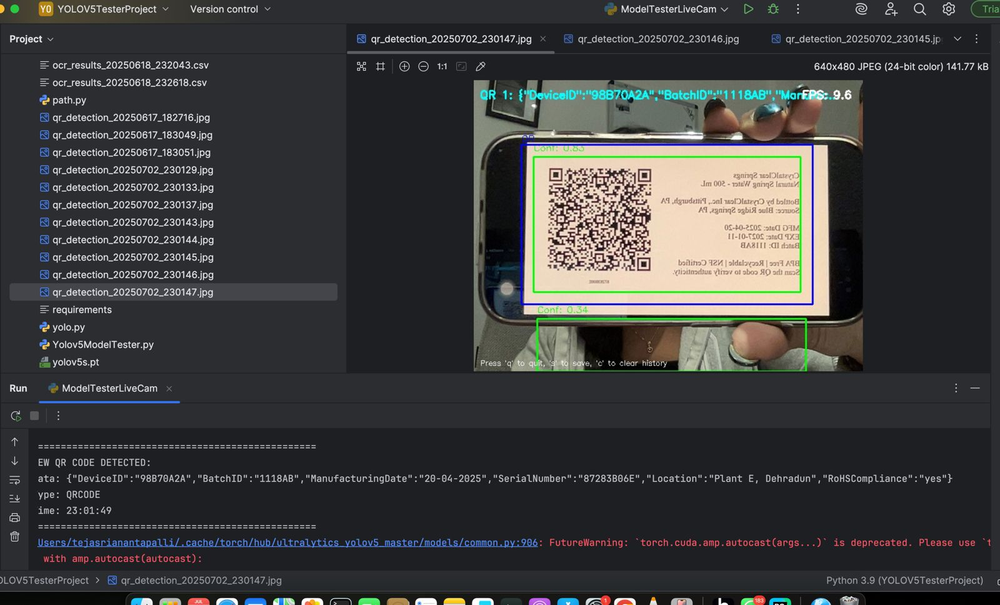 YO YOLOV5TesterProject Version control ModelTesterLiveCam
Project
ocr_results_20250618_232043.csv
ocr_results_20250618_232618.csv
path.py
qr_detection_20250617_182716.jpg
qr_detection_20250617_183049.jpg
qr_detection_20250617_183051.jpg
qr_detection_20250702_230129.jpg
qr_detection_20250702_230133.jpg
qr_detection_20250702_230137.jpg
qr_detection_20250702_230143.jpg
qr_detection_20250702_230144.jpg
qr_detection_20250702_230145.jpg
qr_detection_20250702_230146.jpg
qr_detection_20250702_230147.jpg
requirements
yolo.py
Yolov5ModelTester.py
yolov5s.pt
qr_detection_20250702_230147.jpg qr_detection_20250702_230146.jpg qr_detection_20250702_230145.jp
1:1 640x480 JPEG (24-bit color) 141.77 kB
QR 1: {"DeviceID":"98B70A2A","BatchID":"1118AB","Man FPS: 9.6
QR
Conf: 0.83
CrystalClear Springs
Natural Spring Water - 500 mL
Bottled by CrystalClear Inc., Pittsburgh, PA
Source: Blue Ridge Springs, PA
MFG Date: 2025-04-20
EXP Date: 2027-01-11
Batch ID: 1118AB
BPA Free | Recyclable | NSF Certified
Scan the QR code to verify authenticity.
87283B06E
Conf: 0.34
Press 'q' to quit, 's' to save, 'c' to clear history
Run ModelTesterLiveCam
==================================================
EW QR CODE DETECTED:
ata: {"DeviceID":"98B70A2A","BatchID":"1118AB","ManufacturingDate":"20-04-2025","SerialNumber":"87283B06E","Location":"Plant E, Dehradun","RoHSCompliance":"yes"}
ype: QRCODE
ime: 23:01:49
==================================================
Users/tejasrianantapalli/.cache/torch/hub/ultralytics_yolov5_master/models/common.py:906: FutureWarning: `torch.cuda.amp.autocast(args...)` is deprecated. Please use `t
with amp.autocast(autocast):
OLOV5TesterProject > qr_detection_20250702_230147.jpg Python 3.9 (YOLOV5TesterProject)
JUL 1 183